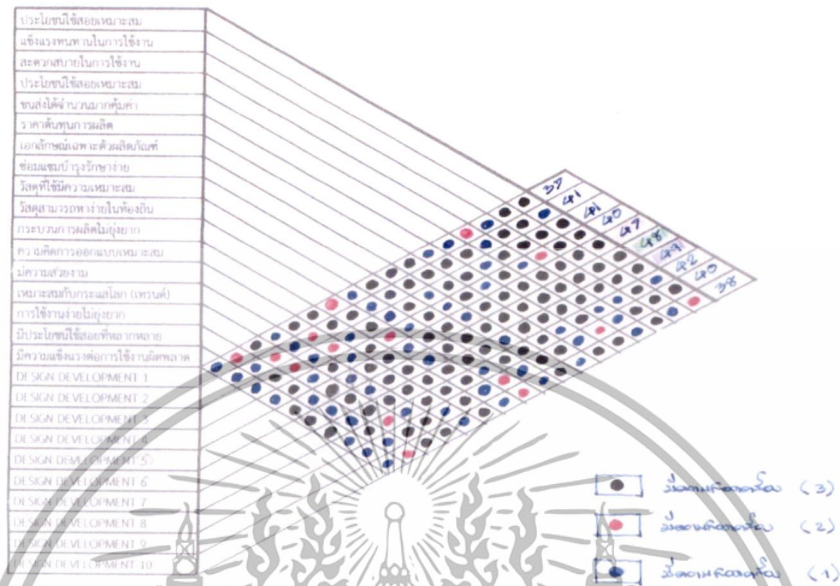 ประโยชน์ใช้สอยเหมาะสม
แข็งแรงทนทานในการใช้งาน
สะดวกสบายในการใช้งาน
ประโยชน์ใช้สอยเหมาะสม
ขนส่งได้จำนวนมากคุ้มค่า
ราคาต้นทุนการผลิต
เอกลักษณ์เฉพาะตัวผลิตภัณฑ์
ซ่อมแซมบำรุงรักษาง่าย
วัสดุที่ใช้มีความเหมาะสม
วัสดุสามารถหาง่ายในท้องถิ่น
กระบวนการผลิตไม่ยุ่งยาก
ความคิดการออกแบบเหมาะสม
มีความสวยงาม
เหมาะสมกับกระแสโลก (เทรนด์)
การใช้งานง่ายไม่ยุ่งยาก
มีประโยชน์ใช้สอยที่หลากหลาย
มีความแข็งแรงต่อการใช้งานผิดพลาด
DESIGN DEVELOPMENT 1
DESIGN DEVELOPMENT 2
DESIGN DEVELOPMENT 3
DESIGN DEVELOPMENT 4
DESIGN DEVELOPMENT 5
DESIGN DEVELOPMENT 6
DESIGN DEVELOPMENT 7
DESIGN DEVELOPMENT 8
DESIGN DEVELOPMENT 9
DESIGN DEVELOPMENT 10
37
41
41
40
47
48
49
42
40
38
(3)
(2)
(1)